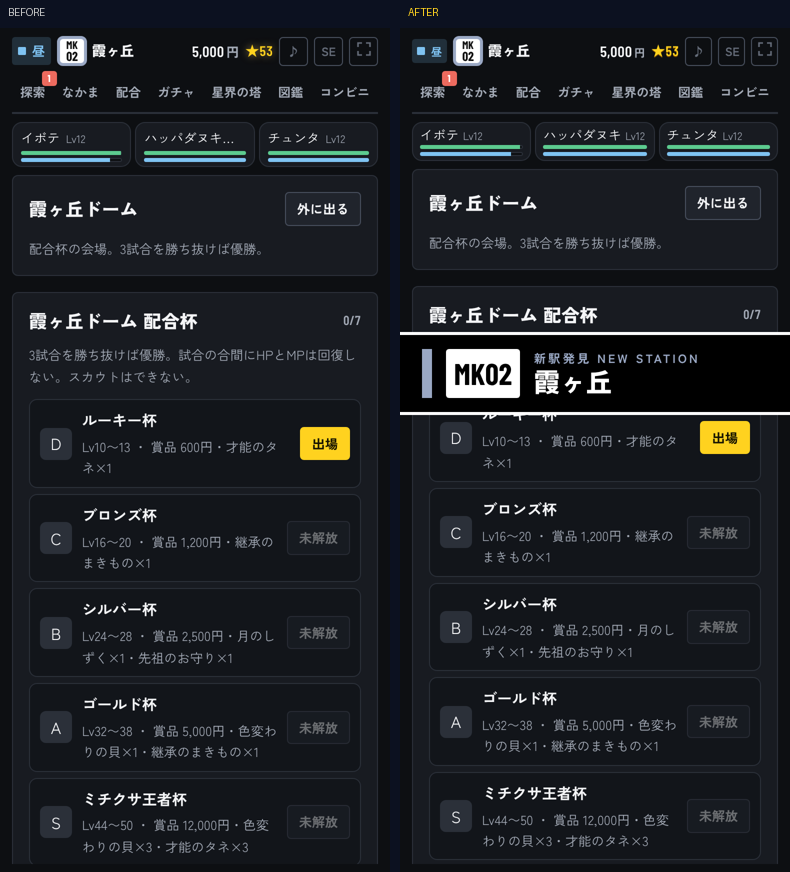 BEFORE
昼
MK
02
霞ヶ丘
5,000 円
★53
♪
SE
1
探索 なかま 配合 ガチャ 星界の塔 図鑑 コンビニ
イボテ Lv12
ハッパダヌキ…
チュンタ Lv12
霞ヶ丘ドーム
外に出る
配合杯の会場。3試合を勝ち抜けば優勝。
霞ヶ丘ドーム 配合杯
0/7
3試合を勝ち抜けば優勝。試合の合間にHPとMPは回復し
ない。スカウトはできない。
D
ルーキー杯
Lv10〜13 ・ 賞品 600円・才能のタ
ネ×1
出場
C
ブロンズ杯
Lv16〜20 ・ 賞品 1,200円・継承の
まきもの×1
未解放
B
シルバー杯
Lv24〜28 ・ 賞品 2,500円・月のし
ずく×1・先祖のお守り×1
未解放
A
ゴールド杯
Lv32〜38 ・ 賞品 5,000円・色変わ
りの貝×1・継承のまきもの×1
未解放
S
ミチクサ王者杯
Lv44〜50 ・ 賞品 12,000円・色変
わりの貝×3・才能のタネ×3
未解放
AFTER
昼
MK
02
霞ヶ丘
5,000 円
★53
♪
SE
1
探索 なかま 配合 ガチャ 星界の塔 図鑑 コンビニ
イボテ Lv12
ハッパダヌキ Lv12
チュンタ Lv12
霞ヶ丘ドーム
外に出る
配合杯の会場。3試合を勝ち抜けば優勝。
霞ヶ丘ドーム 配合杯
0/7
MK02
新駅発見 NEW STATION
霞ヶ丘
D
ルーキー杯
Lv10〜13 ・ 賞品 600円・才能のタ
ネ×1
出場
C
ブロンズ杯
Lv16〜20 ・ 賞品 1,200円・継承の
まきもの×1
未解放
B
シルバー杯
Lv24〜28 ・ 賞品 2,500円・月のし
ずく×1・先祖のお守り×1
未解放
A
ゴールド杯
Lv32〜38 ・ 賞品 5,000円・色変わ
りの貝×1・継承のまきもの×1
未解放
S
ミチクサ王者杯
Lv44〜50 ・ 賞品 12,000円・色変
わりの貝×3・才能のタネ×3
未解放